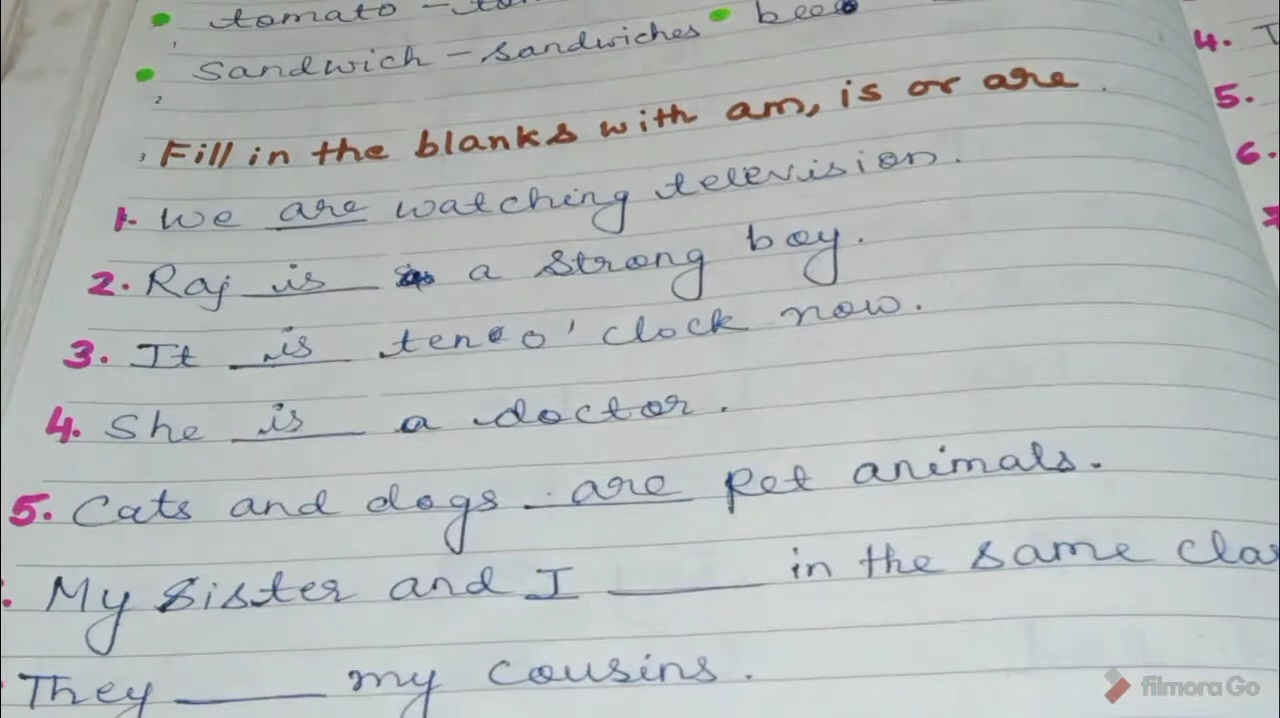 tomato -
Sandwich - sandwiches
Fill in the blanks with am, is or are.
1. We are watching television.
2. Raj is a strong boy.
3. It is ten o'clock now.
4. She is a doctor.
5. Cats and dogs are pet animals.
My sister and I ____ in the same
They ____ my cousins.
4.
5.
6.
filmora Go